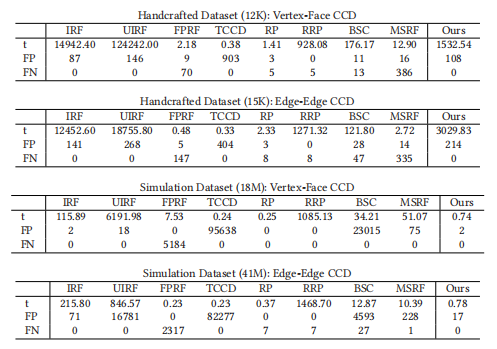 Handcrafted Dataset (12K): Vertex-Face CCD
IRF UIRF FPRF TCCD RP RRP BSC MSRF Ours
t 14942.40 124242.00 2.18 0.38 1.41 928.08 176.17 12.90 1532.54
FP 87 146 9 903 3 0 11 16 108
FN 0 0 70 0 5 5 13 386 0
Handcrafted Dataset (15K): Edge-Edge CCD
IRF UIRF FPRF TCCD RP RRP BSC MSRF Ours
t 12452.60 18755.80 0.48 0.33 2.33 1271.32 121.80 2.72 3029.83
FP 141 268 5 404 3 0 28 14 214
FN 0 0 147 0 8 8 47 335 0
Simulation Dataset (18M): Vertex-Face CCD
IRF UIRF FPRF TCCD RP RRP BSC MSRF Ours
t 115.89 6191.98 7.53 0.24 0.25 1085.13 34.21 51.07 0.74
FP 2 18 0 95638 0 0 23015 75 2
FN 0 0 5184 0 0 0 0 0 0
Simulation Dataset (41M): Edge-Edge CCD
IRF UIRF FPRF TCCD RP RRP BSC MSRF Ours
t 215.80 846.57 0.23 0.23 0.37 1468.70 12.87 10.39 0.78
FP 71 16781 0 82277 0 0 4593 228 17
FN 0 0 2317 0 7 7 27 1 0